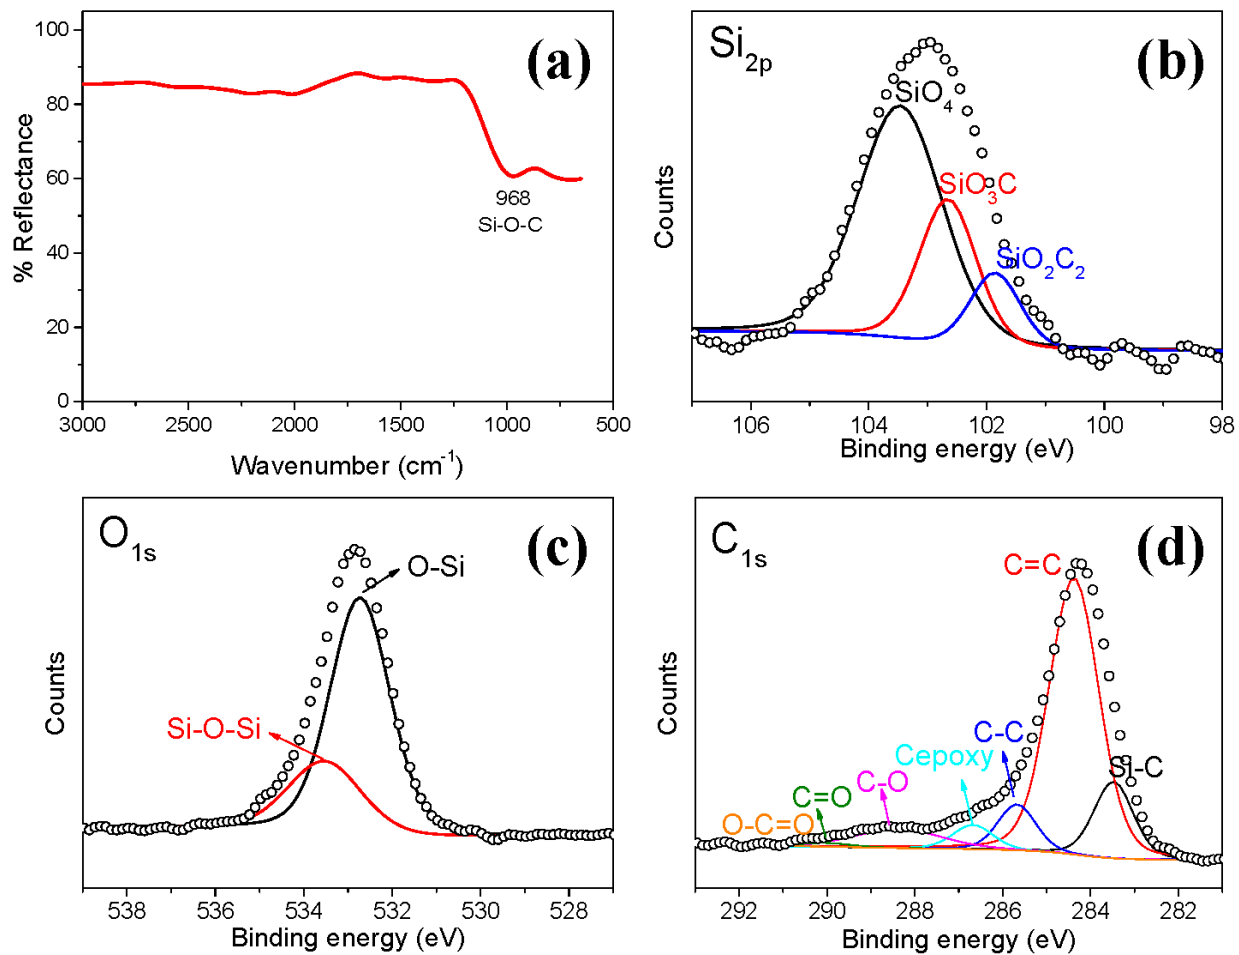 (a)
100
80
60
40
20
0
% Reflectance
968
Si-O-C
3000 2500 2000 1500 1000 500
Wavenumber (cm⁻¹)
Si₂ₚ
(b)
SiO₄
SiO₃C
SiO₂C₂
Counts
106 104 102 100 98
Binding energy (eV)
O₁ₛ
(c)
O-Si
Si-O-Si
Counts
538 536 534 532 530 528
Binding energy (eV)
C₁ₛ
(d)
C=C
Si-C
C-C
Cepoxy
C-O
C=O
O-C=O
Counts
292 290 288 286 284 282
Binding energy (eV)